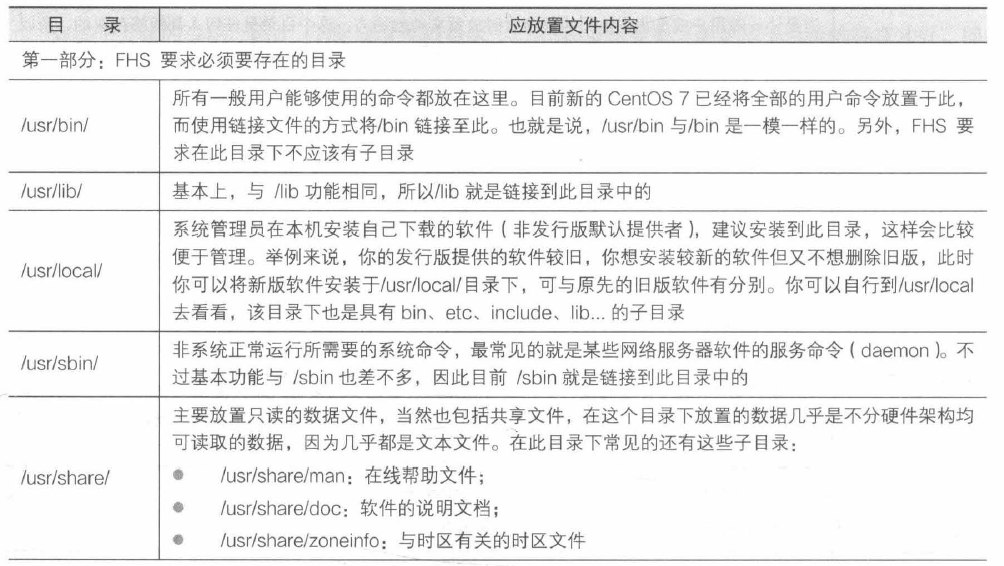 目 录 应放置文件内容
第一部分：FHS 要求必须要存在的目录
/usr/bin/
所有一般用户能够使用的命令都放在这里。目前新的 CentOS 7 已经将全部的用户命令放置于此，
而使用链接文件的方式将/bin 链接至此。也就是说，/usr/bin 与/bin 是一模一样的。另外，FHS 要
求在此目录下不应该有子目录
/usr/lib/
基本上，与 /lib 功能相同，所以/lib 就是链接到此目录中的
/usr/local/
系统管理员在本机安装自己下载的软件（非发行版默认提供者），建议安装到此目录，这样会比较
便于管理。举例来说，你的发行版提供的软件较旧，你想安装较新的软件但又不想删除旧版，此时
你可以将新版软件安装于/usr/local/目录下，可与原先的旧版软件有分别。你可以自行到/usr/local
去看看，该目录下也是具有 bin、etc、include、lib... 的子目录
/usr/sbin/
非系统正常运行所需要的系统命令，最常见的就是某些网络服务器软件的服务命令（daemon）。不
过基本功能与 /sbin 也差不多，因此目前 /sbin 就是链接到此目录中的
/usr/share/
主要放置只读的数据文件，当然也包括共享文件，在这个目录下放置的数据几乎是不分硬件架构均
可读取的数据，因为几乎都是文本文件。在此目录下常见的还有这些子目录：
● /usr/share/man：在线帮助文件；
● /usr/share/doc：软件的说明文档；
● /usr/share/zoneinfo：与时区有关的时区文件